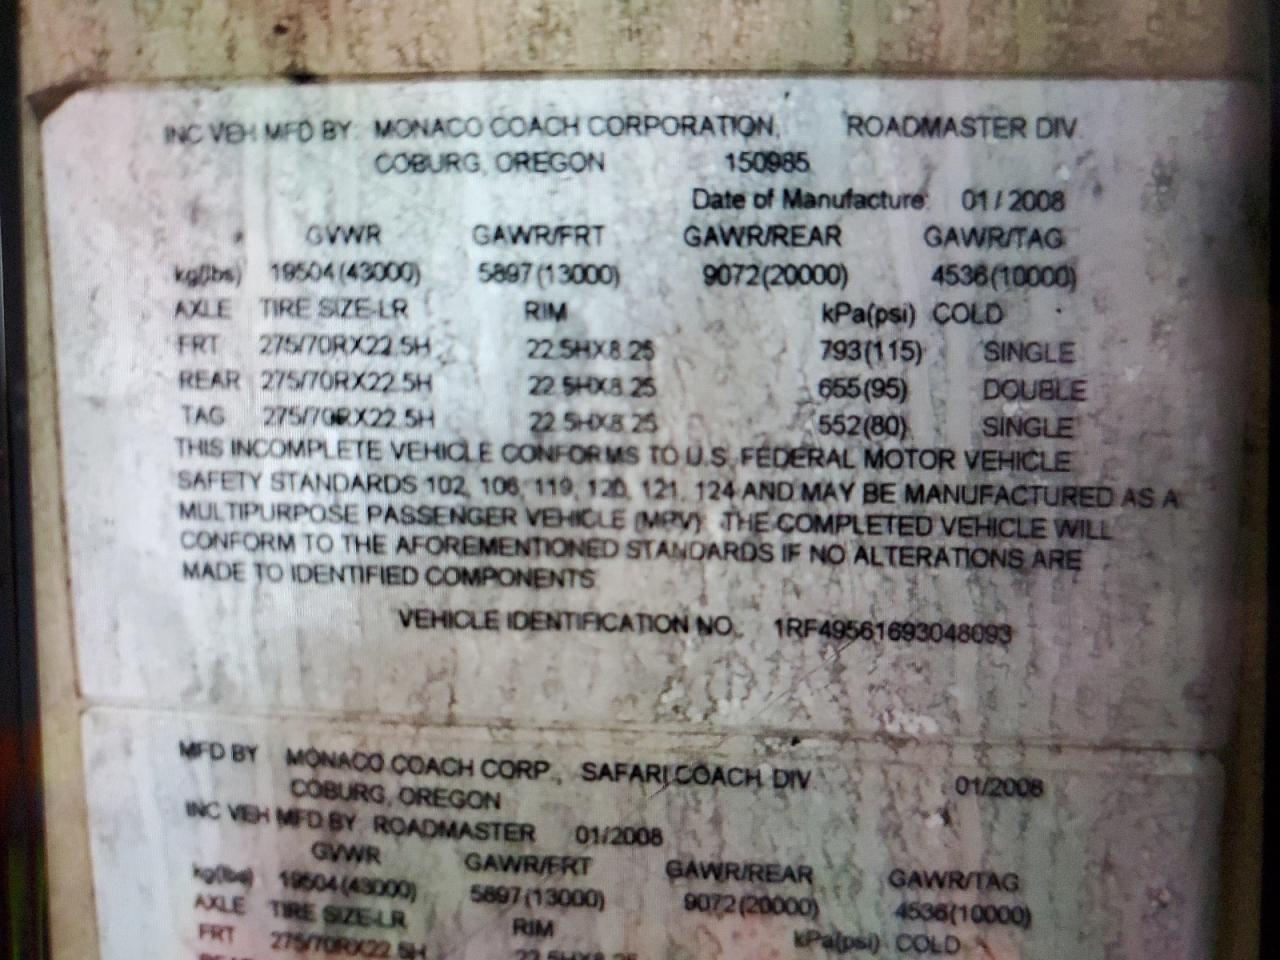 INC VEH MFD BY: MONACO COACH CORPORATION, ROADMASTER DIV.
COBURG, OREGON 150985
Date of Manufacture: 01 / 2008
GVWR GAWR/FRT GAWR/REAR GAWR/TAG
kg(lbs) 19504(43000) 5897(13000) 9072(20000) 4536(10000)
AXLE TIRE SIZE-LR RIM kPa(psi) COLD
FRT 275/70RX22.5H 22.5HX8.25 793(115) SINGLE
REAR 275/70RX22.5H 22.5HX8.25 655(95) DOUBLE
TAG 275/70RX22.5H 22.5HX8.25 552(80) SINGLE
THIS INCOMPLETE VEHICLE CONFORMS TO U.S. FEDERAL MOTOR VEHICLE
SAFETY STANDARDS 102, 106, 119, 120, 121, 124 AND MAY BE MANUFACTURED AS A
MULTIPURPOSE PASSENGER VEHICLE (MPV). THE COMPLETED VEHICLE WILL
CONFORM TO THE AFOREMENTIONED STANDARDS IF NO ALTERATIONS ARE
MADE TO IDENTIFIED COMPONENTS
VEHICLE IDENTIFICATION NO. 1RF49561693048093
MFD BY MONACO COACH CORP., SAFARI COACH DIV 01/2008
COBURG, OREGON
INC VEH MFD BY ROADMASTER 01/2008
GVWR GAWR/FRT GAWR/REAR GAWR/TAG
kg(lbs) 19504(43000) 5897(13000) 9072(20000) 4536(10000)
AXLE TIRE SIZE-LR RIM kPa(psi) COLD
FRT 275/70RX22.5H 22.5HX8.25